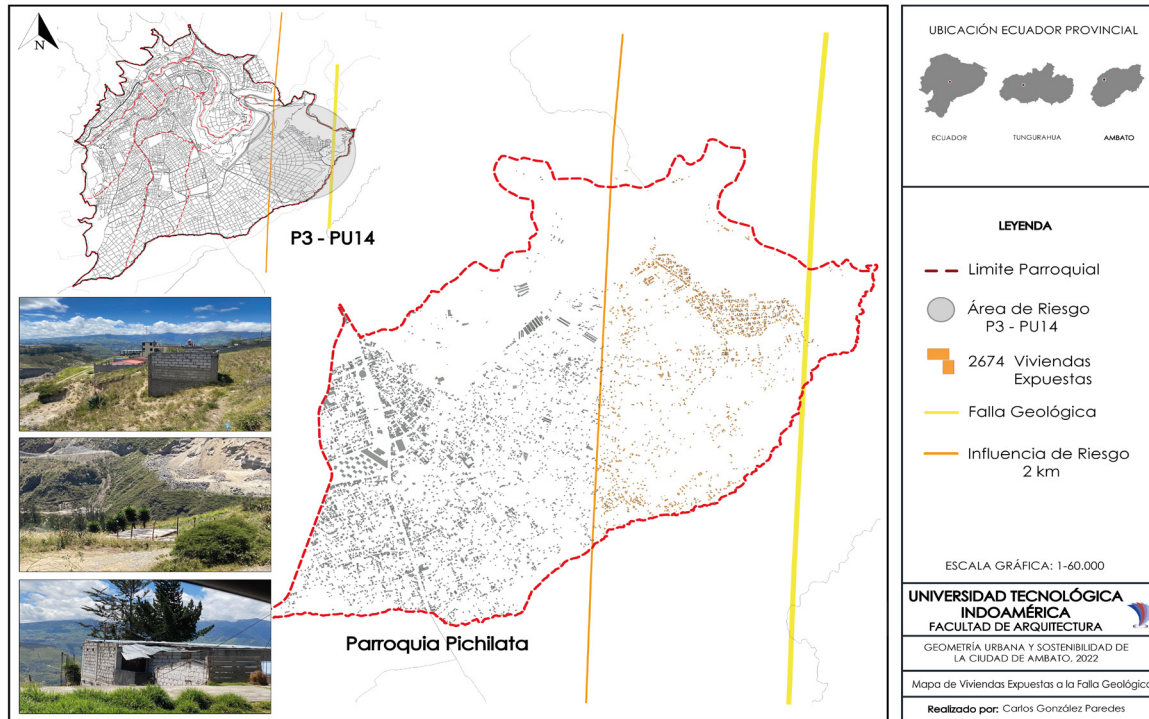 N
P3 - PU14
Parroquia Pichilata
UBICACIÓN ECUADOR PROVINCIAL
ECUADOR
TUNGURAHUA
AMBATO
LEYENDA
Limite Parroquial
Área de Riesgo
P3 - PU14
2674 Viviendas
Expuestas
Falla Geológica
Influencia de Riesgo
2 km
ESCALA GRÁFICA: 1-60.000
UNIVERSIDAD TECNOLÓGICA
INDOAMÉRICA
FACULTAD DE ARQUITECTURA
GEOMETRÍA URBANA Y SOSTENIBILIDAD DE
LA CIUDAD DE AMBATO, 2022
Mapa de Viviendas Expuestas a la Falla Geológica
Realizado por: Carlos González Paredes